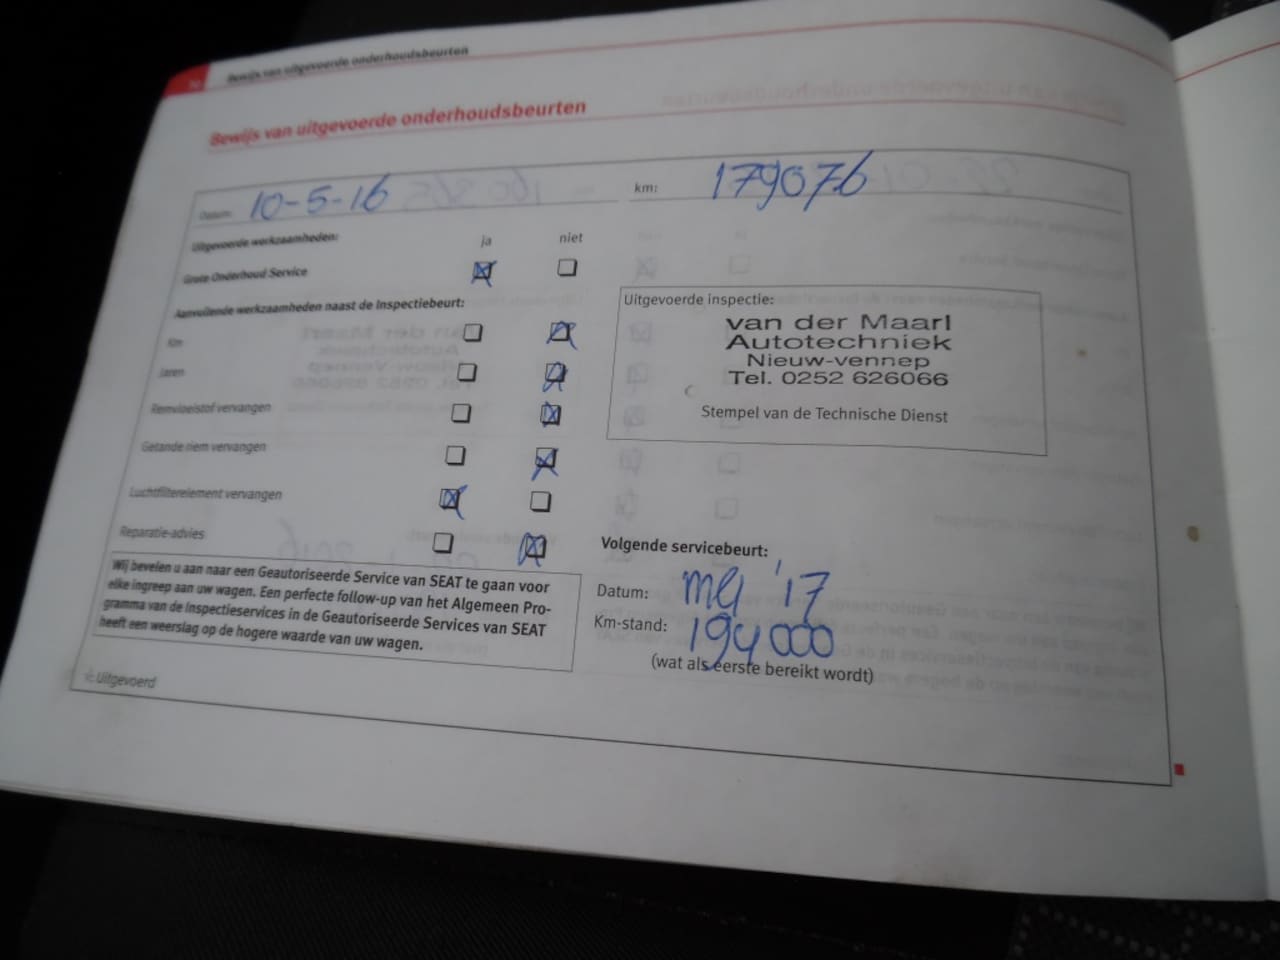 Bewijs van uitgevoerde onderhoudsbeurten
Bewijs van uitgevoerde onderhoudsbeurten
Datum: 10-5-16 km: 179076
Uitgevoerde werkzaamheden: ja niet
Grote Onderhoud Service
Aanvullende werkzaamheden naast de Inspectiebeurt:
Km
Jaren
Remvloeistof vervangen
Getande riem vervangen
Luchtfilterelement vervangen
Reparatie-advies
Uitgevoerde inspectie:
van der Maarl
Autotechniek
Nieuw-vennep
Tel. 0252 626066
Stempel van de Technische Dienst
Wij bevelen u aan naar een Geautoriseerde Service van SEAT te gaan voor
elke ingreep aan uw wagen. Een perfecte follow-up van het Algemeen Pro-
gramma van de Inspectieservices in de Geautoriseerde Services van SEAT
heeft een weerslag op de hogere waarde van uw wagen.
Volgende servicebeurt:
Datum: mei '17
Km-stand: 194000
(wat als eerste bereikt wordt)
Uitgevoerd